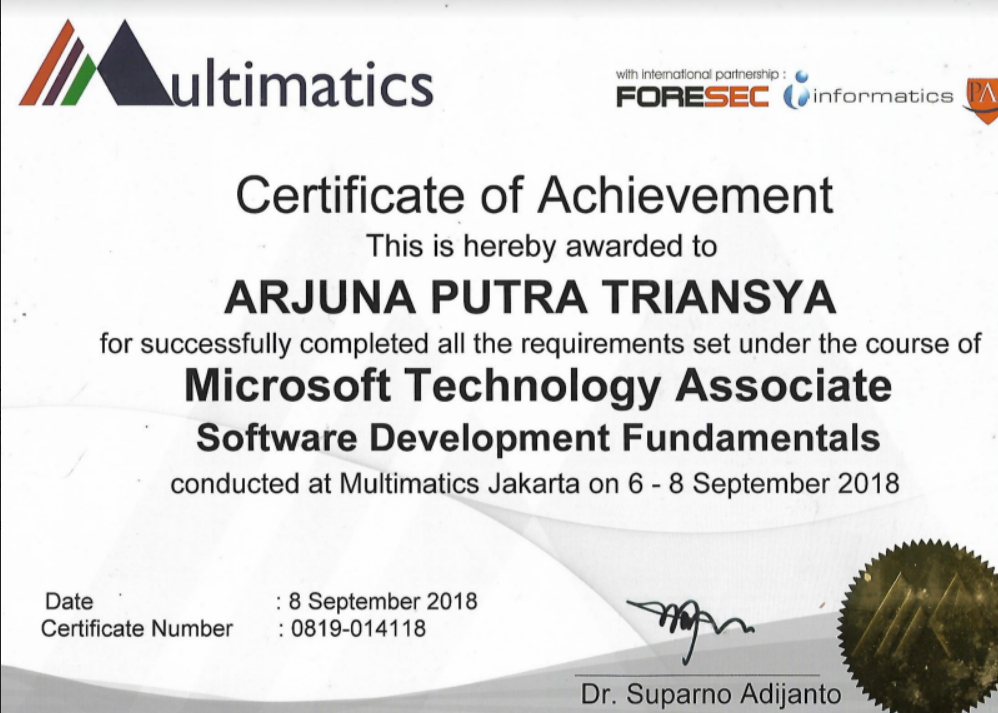 Multimatics
with international partnership :
FORESEC informatics PA
Certificate of Achievement
This is hereby awarded to
ARJUNA PUTRA TRIANSYA
for successfully completed all the requirements set under the course of
Microsoft Technology Associate
Software Development Fundamentals
conducted at Multimatics Jakarta on 6 - 8 September 2018
Date : 8 September 2018
Certificate Number : 0819-014118
Dr. Suparno Adijanto